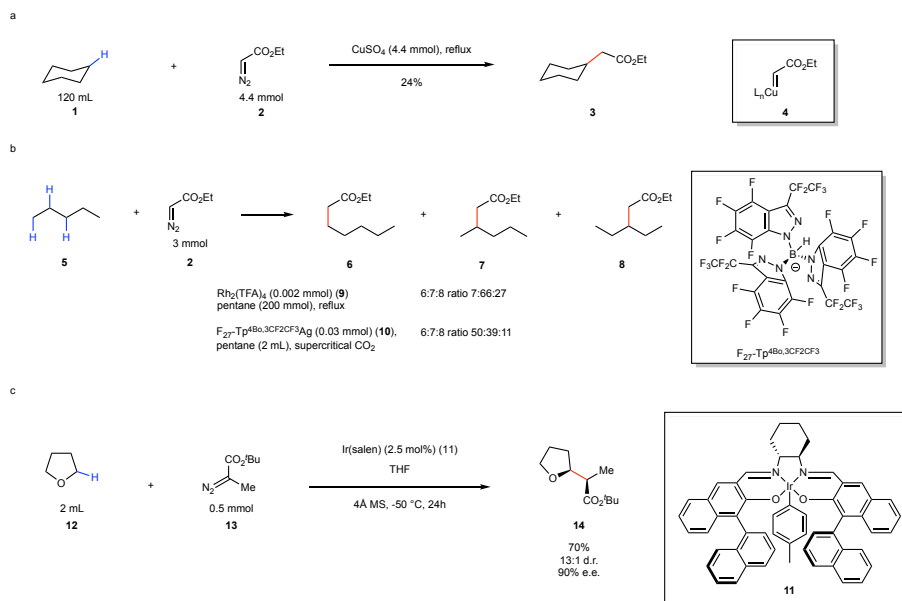 a
H
+
CO₂Et
N₂
CuSO₄ (4.4 mmol), reflux
24%
CO₂Et
CO₂Et
LₙCu
120 mL
4.4 mmol
1
2
3
4
b
H
H
H
+
CO₂Et
N₂
3 mmol
CO₂Et
+
CO₂Et
+
CO₂Et
5
2
6
7
8
Rh₂(TFA)₄ (0.002 mmol) (9)
pentane (200 mmol), reflux
6:7:8 ratio 7:66:27
F₂₇-Tp⁴ᴮᵒ,³CF2CF3Ag (0.03 mmol) (10),
pentane (2 mL), supercritical CO₂
6:7:8 ratio 50:39:11
F
CF₂CF₃
F
N
F
N
F
H
F
B
F₃CF₂C
N
N
N
N
F
F
F
F
F
F
CF₂CF₃
F
CF₂CF₃
F₂₇-Tp⁴ᴮᵒ,³CF2CF3
c
O
H
+
CO₂ᵗBu
N₂
Me
Ir(salen) (2.5 mol%) (11)
THF
4Å MS, -50 °C, 24h
O
Me
CO₂ᵗBu
2 mL
0.5 mmol
12
13
14
70%
13:1 d.r.
90% e.e.
N
N
Ir
O
O
11